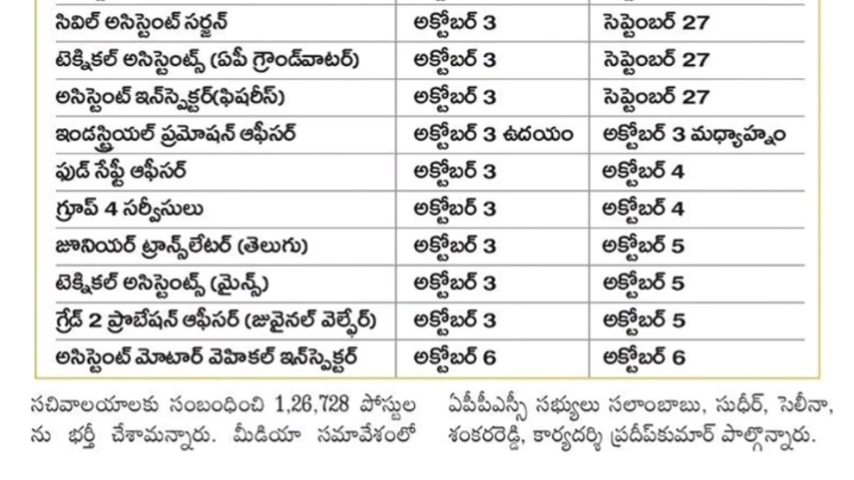 సివిల్ అసిస్టెంట్ సర్జన్ అక్టోబర్ 3 సెప్టెంబర్ 27
టెక్నికల్ అసిస్టెంట్స్ (ఏపీ గ్రౌండ్‌వాటర్) అక్టోబర్ 3 సెప్టెంబర్ 27
అసిస్టెంట్ ఇన్‌స్పెక్టర్(ఫిషరీస్) అక్టోబర్ 3 సెప్టెంబర్ 27
ఇండస్ట్రియల్ ప్రమోషన్ ఆఫీసర్ అక్టోబర్ 3 ఉదయం అక్టోబర్ 3 మధ్యాహ్నం
ఫుడ్ సేఫ్టీ ఆఫీసర్ అక్టోబర్ 3 అక్టోబర్ 4
గ్రూప్ 4 సర్వీసులు అక్టోబర్ 3 అక్టోబర్ 4
జూనియర్ ట్రాన్స్‌లేటర్ (తెలుగు) అక్టోబర్ 3 అక్టోబర్ 5
టెక్నికల్ అసిస్టెంట్స్ (మైన్స్) అక్టోబర్ 3 అక్టోబర్ 5
గ్రేడ్ 2 ప్రొబేషన్ ఆఫీసర్ (జువైనల్ వెల్ఫేర్) అక్టోబర్ 3 అక్టోబర్ 5
అసిస్టెంట్ మోటార్ వెహికల్ ఇన్‌స్పెక్టర్ అక్టోబర్ 6 అక్టోబర్ 6
సచివాలయాలకు సంబంధించి 1,26,728 పోస్టుల
ను భర్తీ చేశామన్నారు. మీడియా సమావేశంలో
ఏపీపీఎస్సీ సభ్యులు సలాంబాబు, సుధీర్, సెలీనా,
శంకరరెడ్డి, కార్యదర్శి ప్రదీప్‌కుమార్ పాల్గొన్నారు.